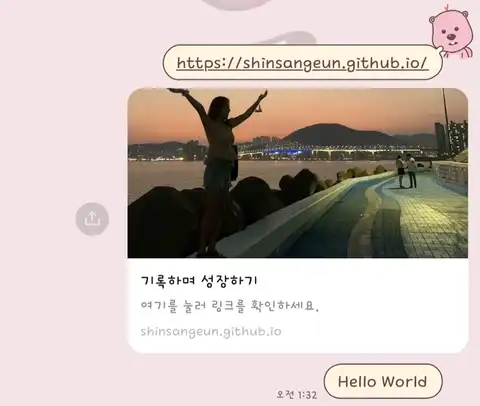 https://shinsangeun.github.io/
기록하며 성장하기
여기를 눌러 링크를 확인하세요.
shinsangeun.github.io
Hello World
오전 1:32